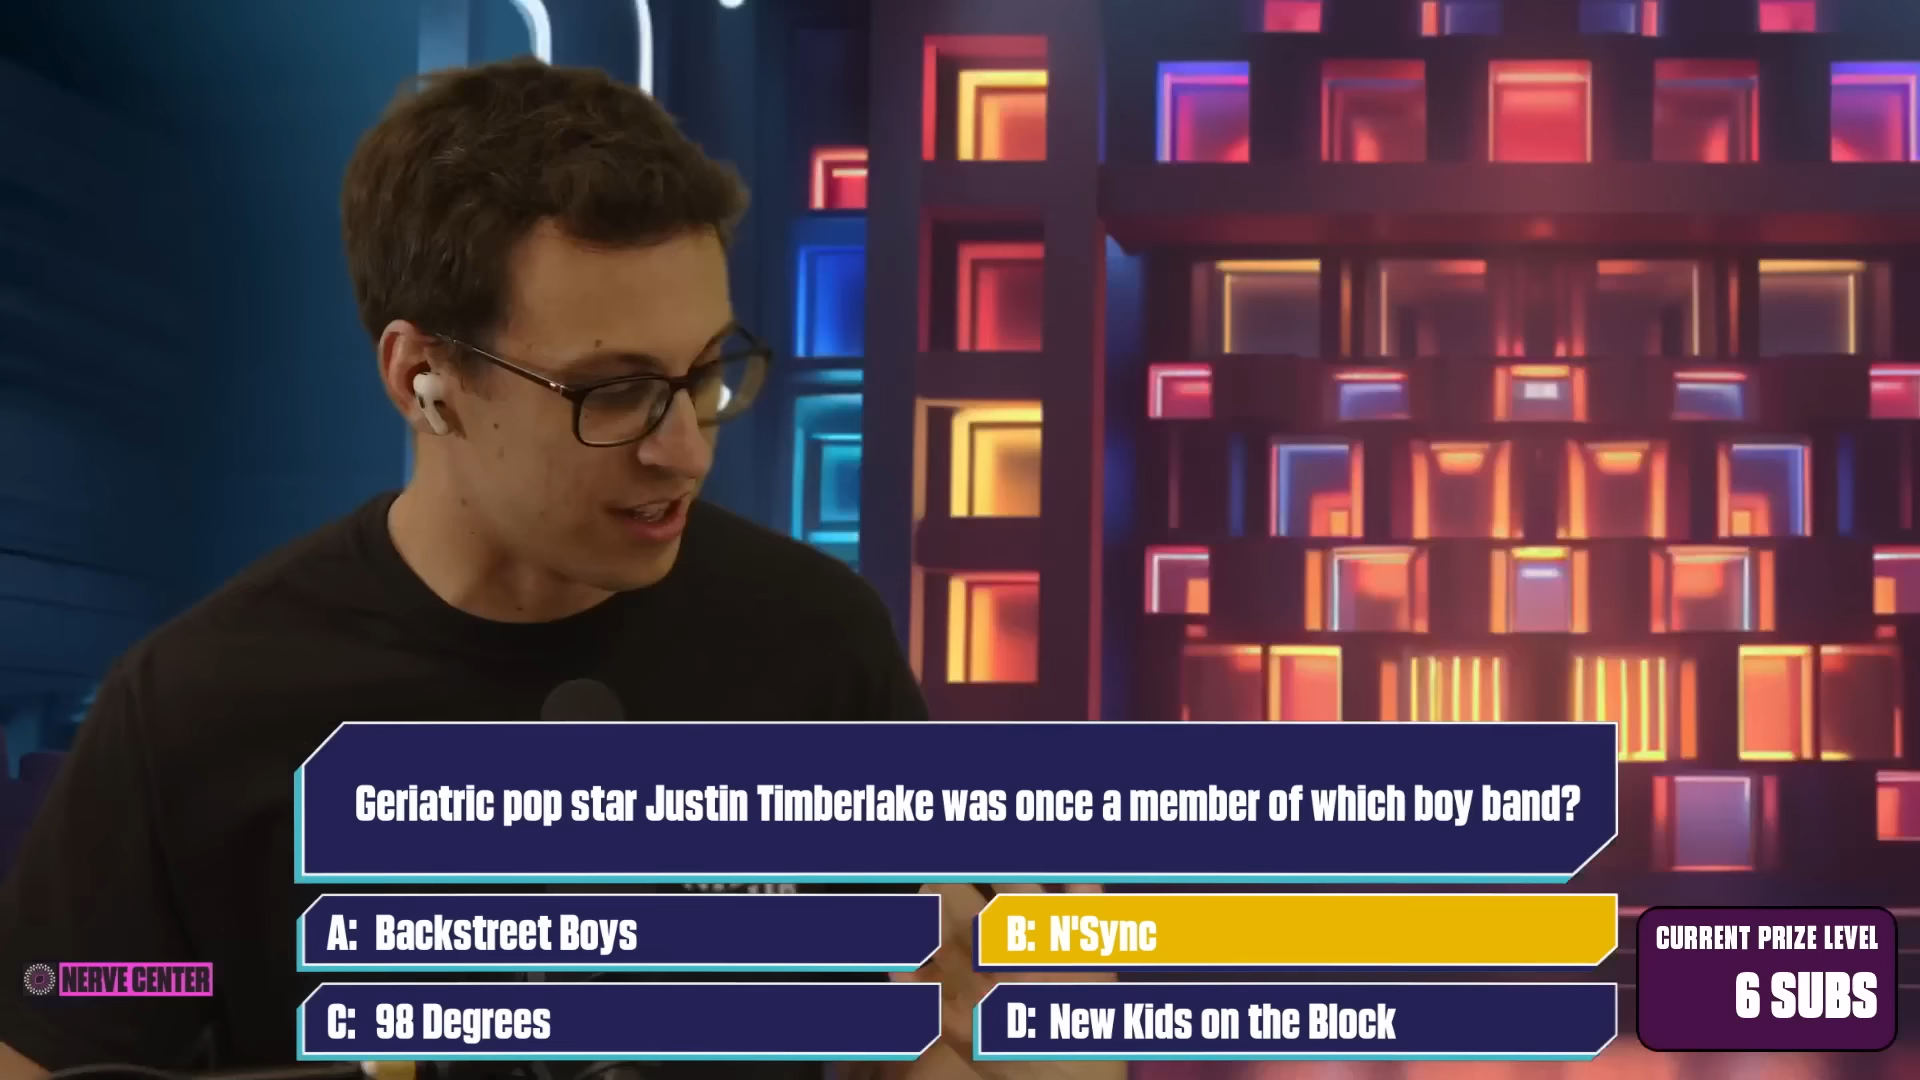 Geriatric pop star Justin Timberlake was once a member of which boy band?
A: Backstreet Boys
B: N'Sync
C: 98 Degrees
D: New Kids on the Block
CURRENT PRIZE LEVEL
6 SUBS
NERVE CENTER